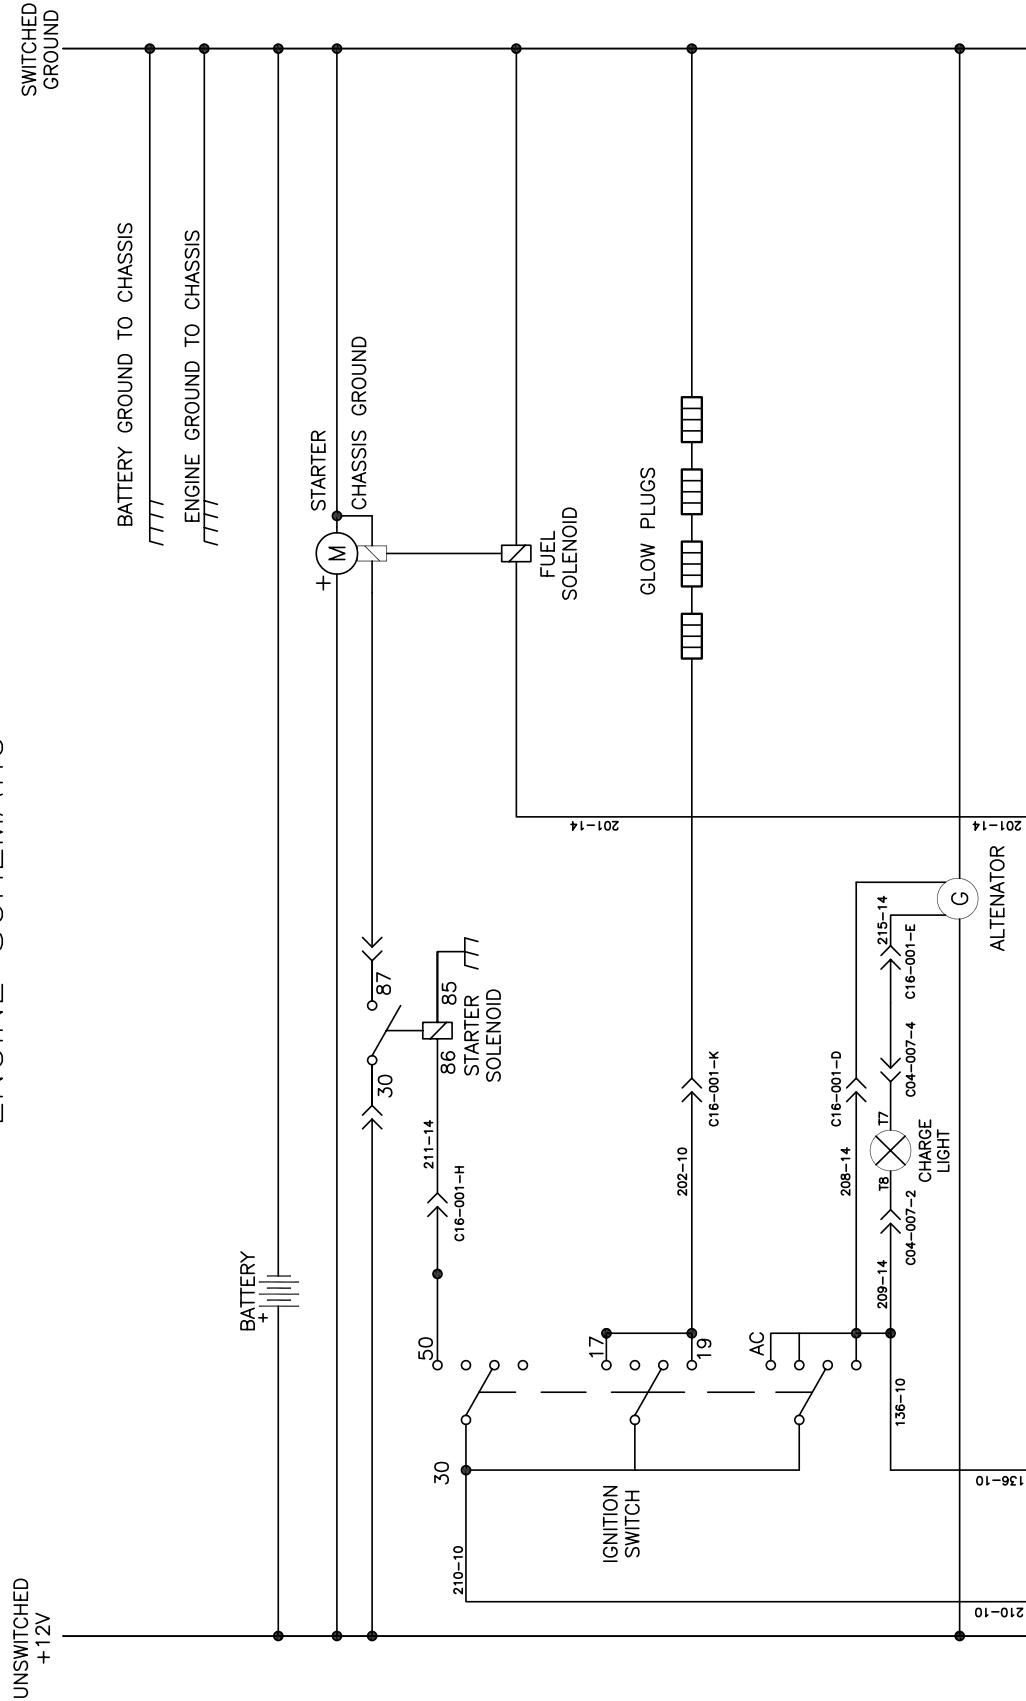 ENGINE SCHEMATIC
UNSWITCHED
+12V
SWITCHED
GROUND
BATTERY GROUND TO CHASSIS
ENGINE GROUND TO CHASSIS
BATTERY
+
STARTER
+
M
CHASSIS GROUND
30
87
86
85
STARTER
SOLENOID
211-14
C16-001-H
50
30
210-10
210-10
FUEL
SOLENOID
201-14
201-14
IGNITION
SWITCH
17
19
202-10
C16-001-K
GLOW PLUGS
AC
208-14
C16-001-D
209-14
C04-007-2
T8
T7
CHARGE
LIGHT
C04-007-4
C16-001-E
215-14
136-10
136-10
G
ALTENATOR